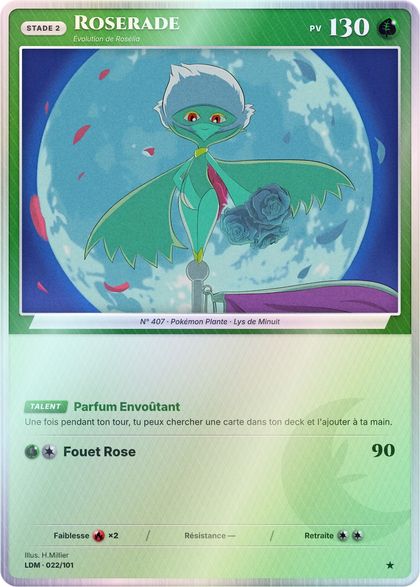 STADE 2
ROSERADE
PV 130
Évolution de Rosélia
N° 407 · Pokémon Plante · Lys de Minuit
TALENT Parfum Envoûtant
Une fois pendant ton tour, tu peux chercher une carte dans ton deck et l'ajouter à ta main.
Fouet Rose 90
Faiblesse ×2 / Résistance — / Retraite
Illus. H.Millier
LDM · 022/101